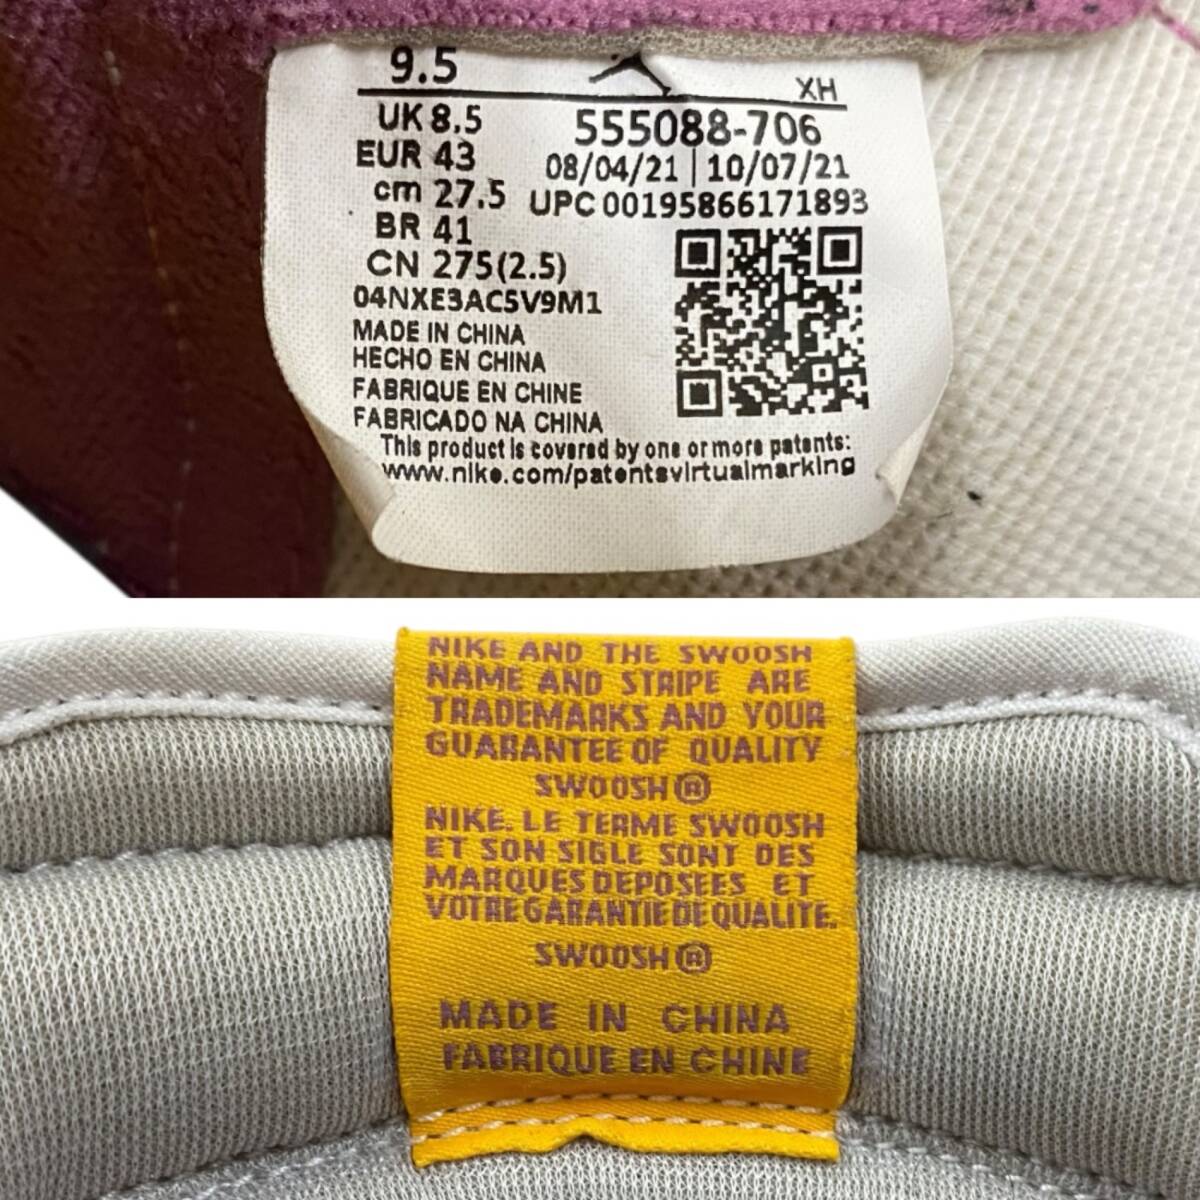 9.5
XH
UK 8.5
555088-706
EUR 43
08/04/21 | 10/07/21
cm 27.5
UPC 00195866171893
BR 41
CN 275(2.5)
04NXE3AC5V9M1
MADE IN CHINA
HECHO EN CHINA
FABRIQUE EN CHINE
FABRICADO NA CHINA
This product is covered by one or more patents:
www.nike.com/patentsvirtualmarking
NIKE AND THE SWOOSH
NAME AND STRIPE ARE
TRADEMARKS AND YOUR
GUARANTEE OF QUALITY
SWOOSH®
NIKE. LE TERME SWOOSH
ET SON SIGLE SONT DES
MARQUES DEPOSEES ET
VOTRE GARANTIE DE QUALITE.
SWOOSH®
MADE IN CHINA
FABRIQUE EN CHINE